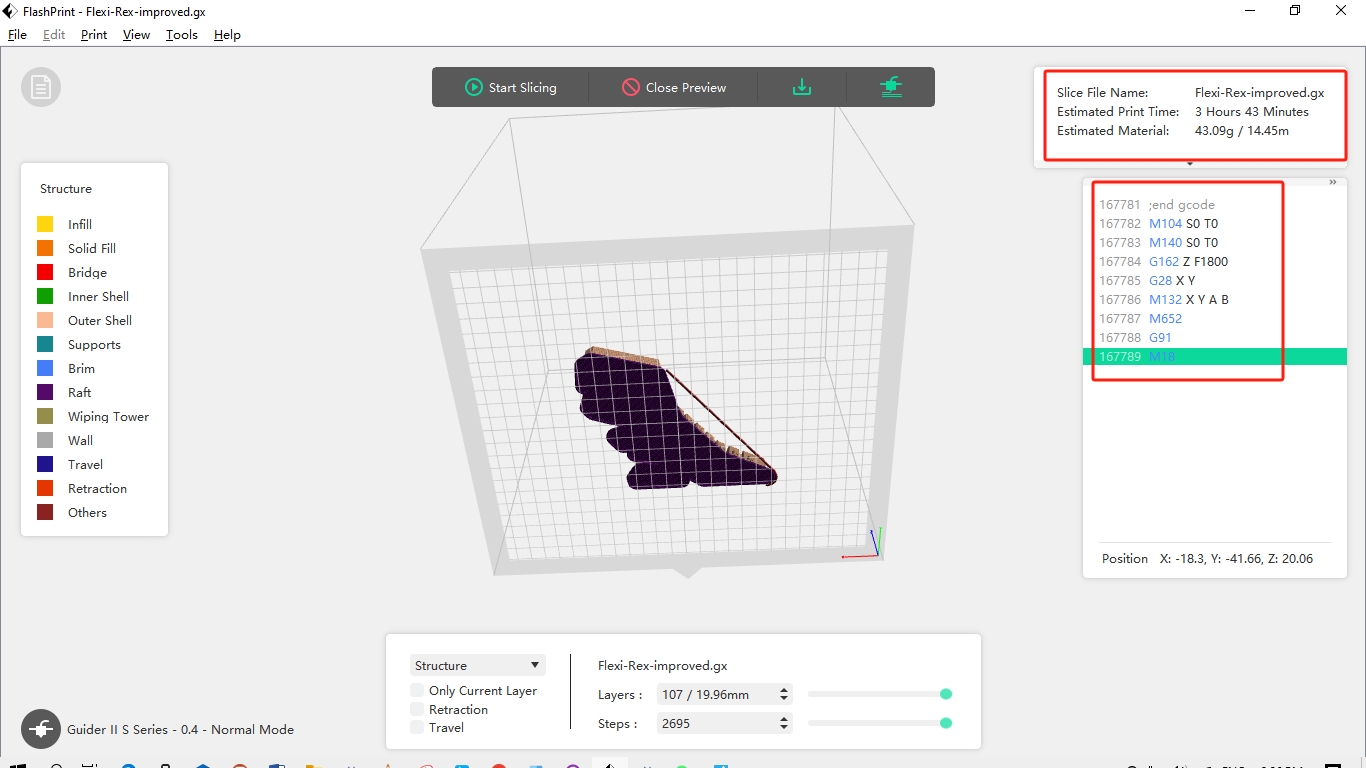 FlashPrint - Flexi-Rex-improved.gx
File Edit Print View Tools Help
Start Slicing Close Preview
Slice File Name: Flexi-Rex-improved.gx
Estimated Print Time: 3 Hours 43 Minutes
Estimated Material: 43.09g / 14.45m
Structure
Infill
Solid Fill
Bridge
Inner Shell
Outer Shell
Supports
Brim
Raft
Wiping Tower
Wall
Travel
Retraction
Others
167781 ;end gcode
167782 M104 S0 T0
167783 M140 S0 T0
167784 G162 Z F1800
167785 G28 X Y
167786 M132 X Y A B
167787 M652
167788 G91
167789 M18
Position X: -18.3, Y: -41.66, Z: 20.06
Structure
Only Current Layer
Retraction
Travel
Flexi-Rex-improved.gx
Layers : 107 / 19.96mm
Steps : 2695
Guider II S Series - 0.4 - Normal Mode